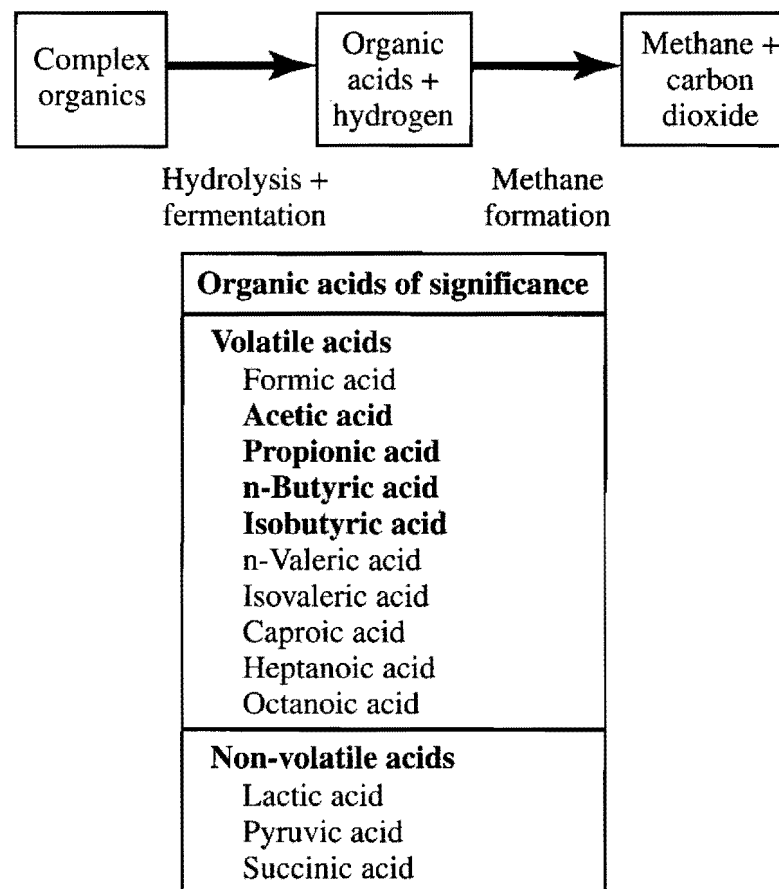 Complex
organics
Organic
acids +
hydrogen
Methane +
carbon
dioxide
Hydrolysis +
fermentation
Methane
formation
Organic acids of significance
Volatile acids
Formic acid
Acetic acid
Propionic acid
n-Butyric acid
Isobutyric acid
n-Valeric acid
Isovaleric acid
Caproic acid
Heptanoic acid
Octanoic acid
Non-volatile acids
Lactic acid
Pyruvic acid
Succinic acid